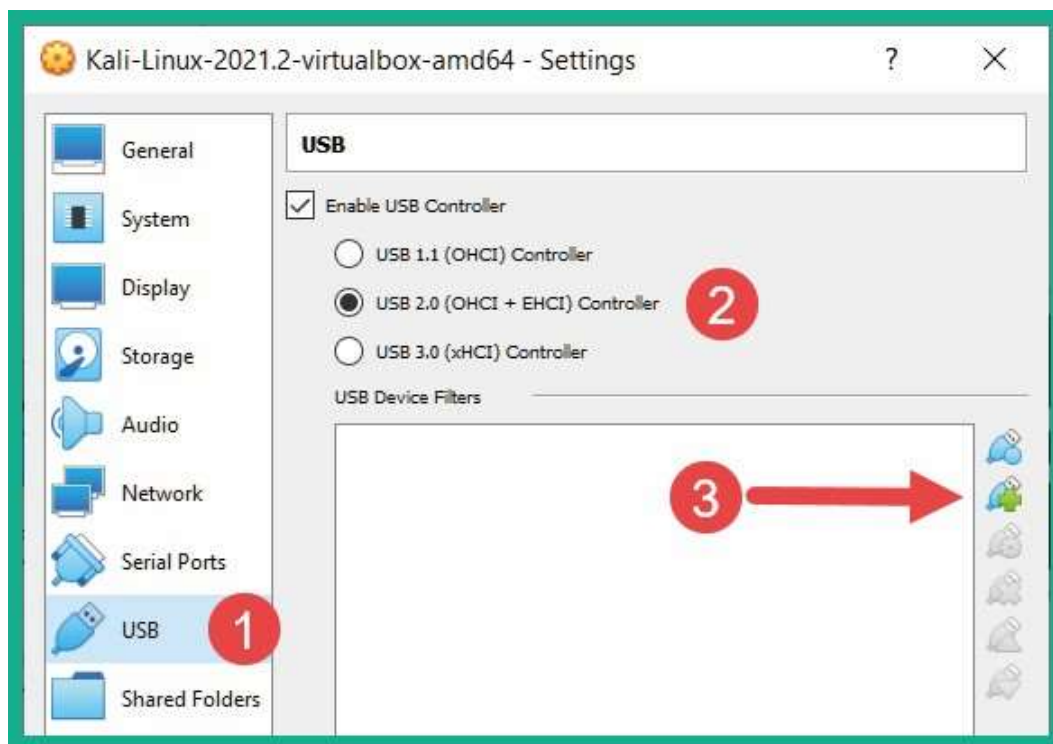 Kali-Linux-2021.2-virtualbox-amd64 - Settings ?
General
System
Display
Storage
Audio
Network
Serial Ports
USB 1
Shared Folders
USB
Enable USB Controller
USB 1.1 (OHCI) Controller
USB 2.0 (OHCI + EHCI) Controller 2
USB 3.0 (xHCI) Controller
USB Device Filters
3